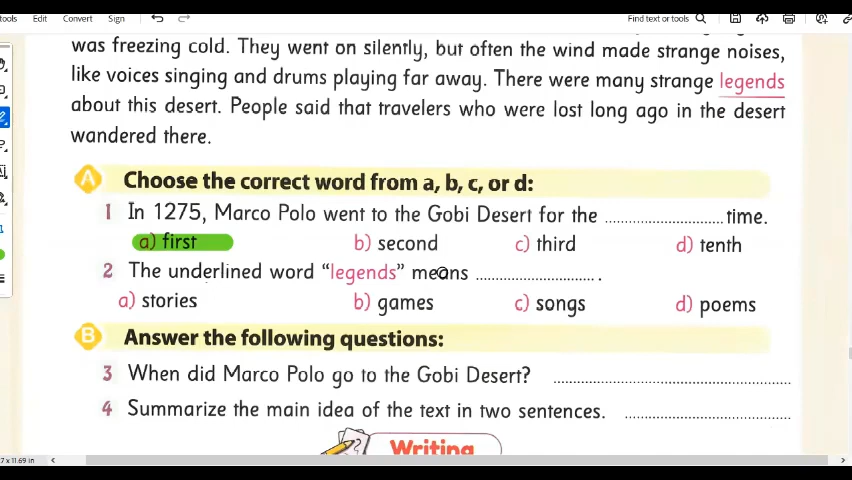 tools Edit Convert Sign Find text or tools
was freezing cold. They went on silently, but often the wind made strange noises,
like voices singing and drums playing far away. There were many strange legends
about this desert. People said that travelers who were lost long ago in the desert
wandered there.
A Choose the correct word from a, b, c, or d:
1 In 1275, Marco Polo went to the Gobi Desert for the ........................... time.
a) first b) second c) third d) tenth
2 The underlined word “legends” means ........................... .
a) stories b) games c) songs d) poems
B Answer the following questions:
3 When did Marco Polo go to the Gobi Desert? ...........................
4 Summarize the main idea of the text in two sentences. ...........................
Writing
7 x 11.69 in